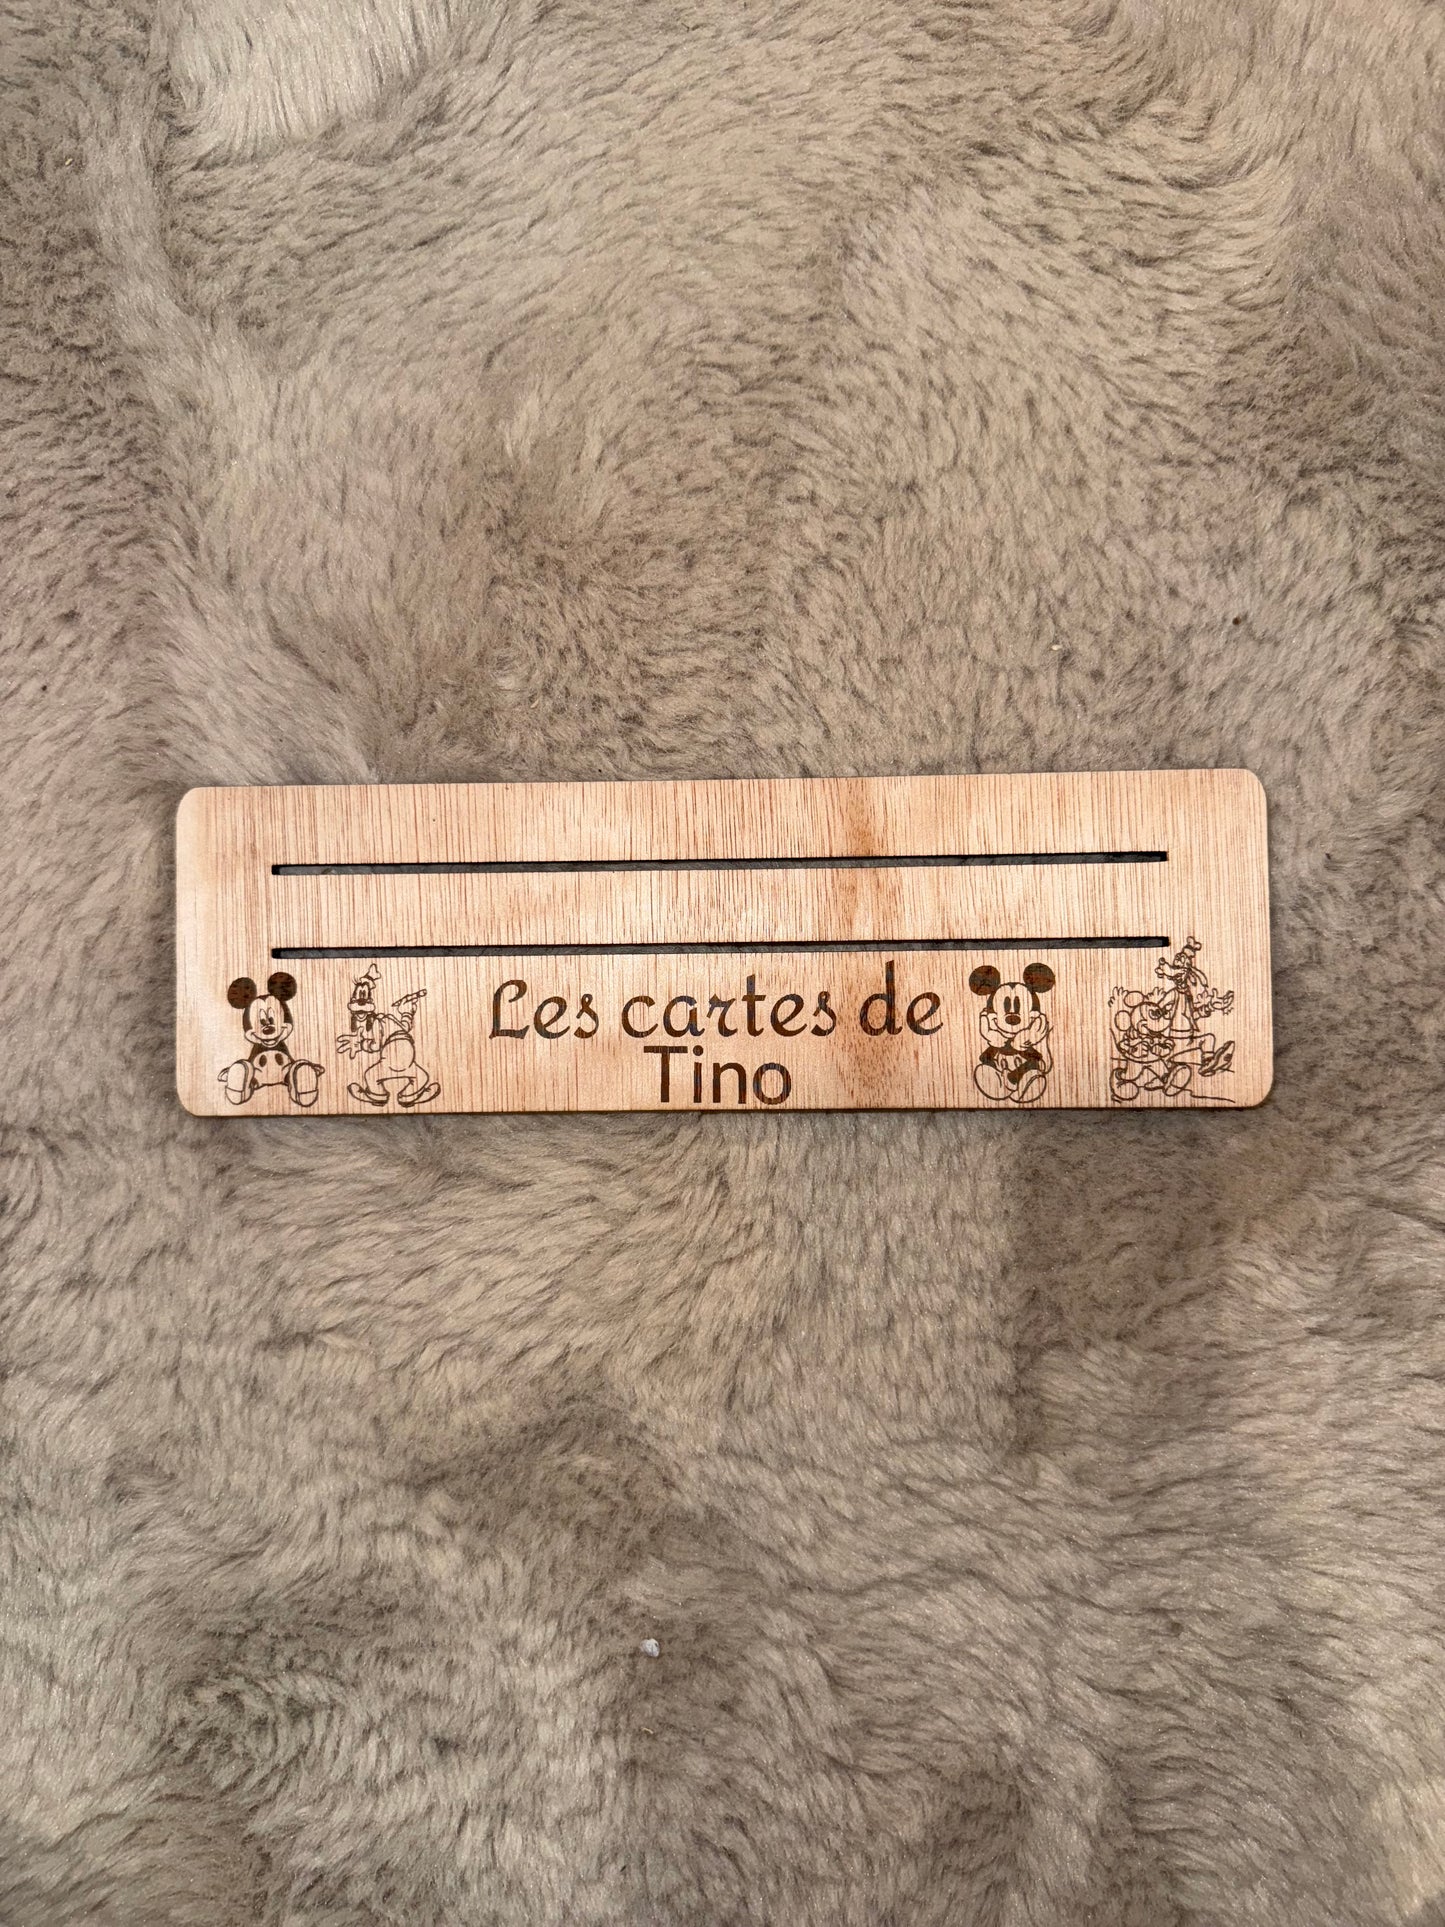 Les cartes de
Tino